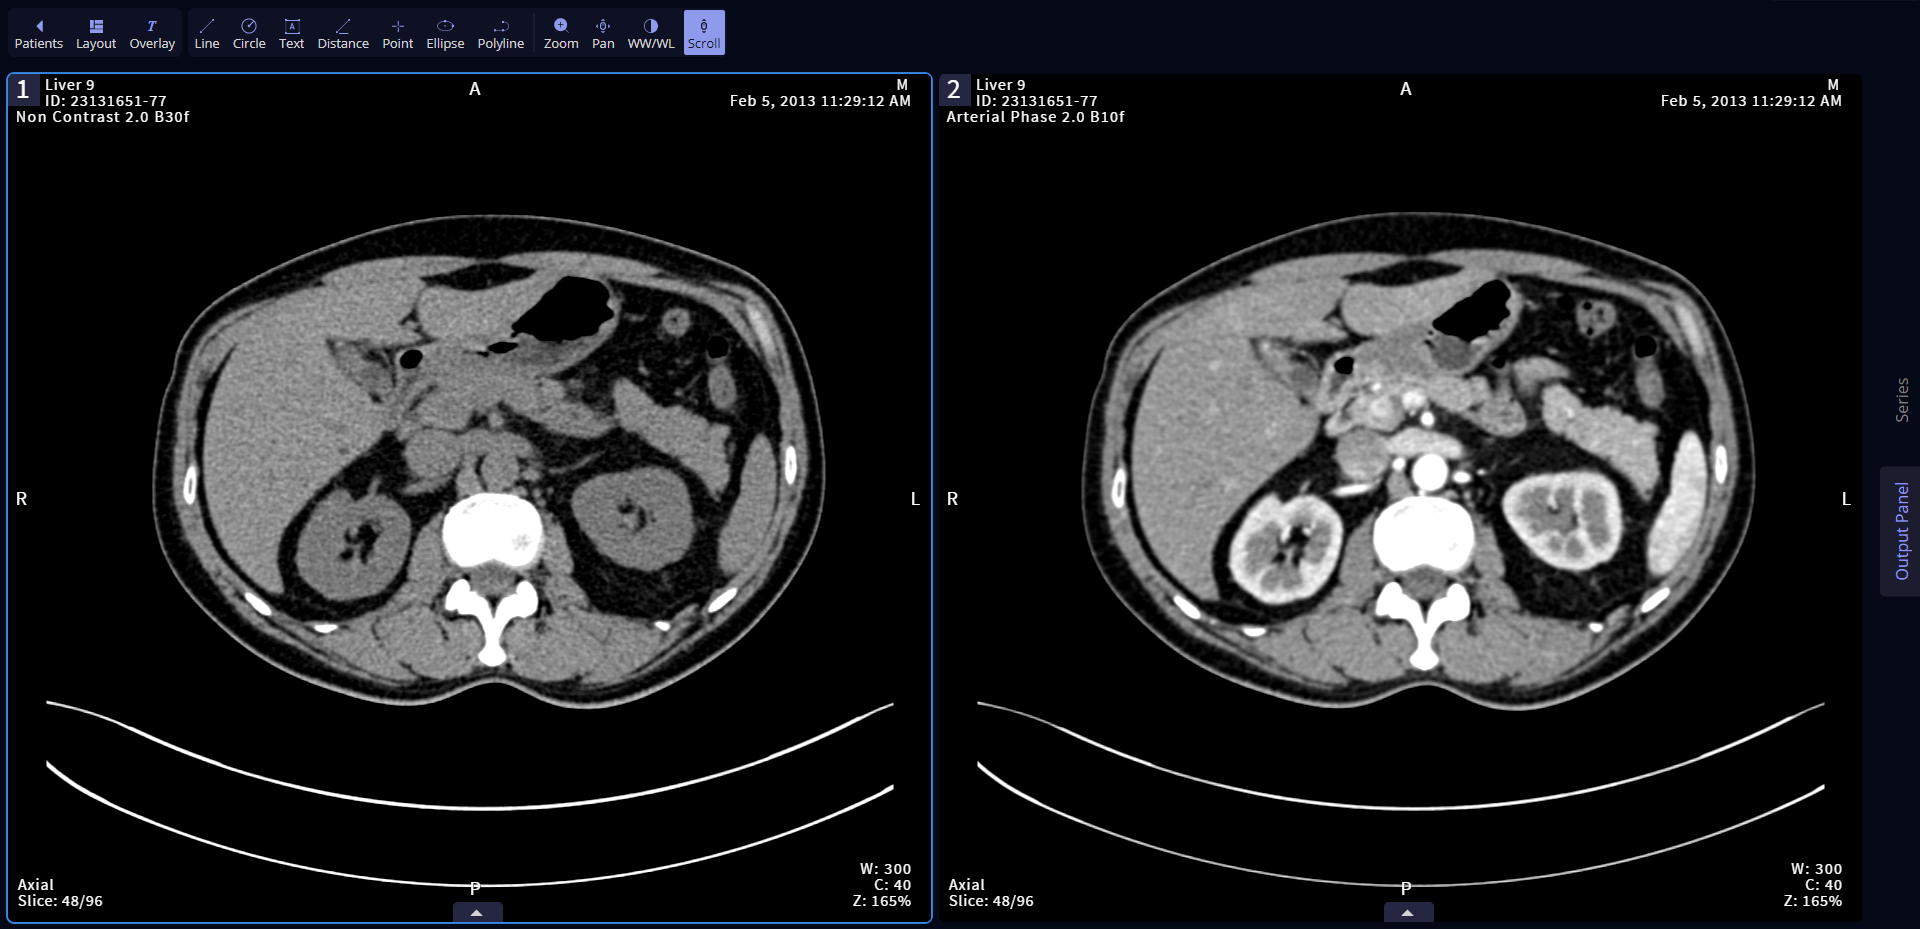 Patients Layout Overlay Line Circle Text Distance Point Ellipse Polyline Zoom Pan WW/WL Scroll
1
Liver 9
ID: 23131651-77
Non Contrast 2.0 B30f
A
M
Feb 5, 2013 11:29:12 AM
R
L
Axial
Slice: 48/96
P
W: 300
C: 40
Z: 165%
2
Liver 9
ID: 23131651-77
Arterial Phase 2.0 B10f
A
M
Feb 5, 2013 11:29:12 AM
R
L
Axial
Slice: 48/96
P
W: 300
C: 40
Z: 165%
Series
Output Panel